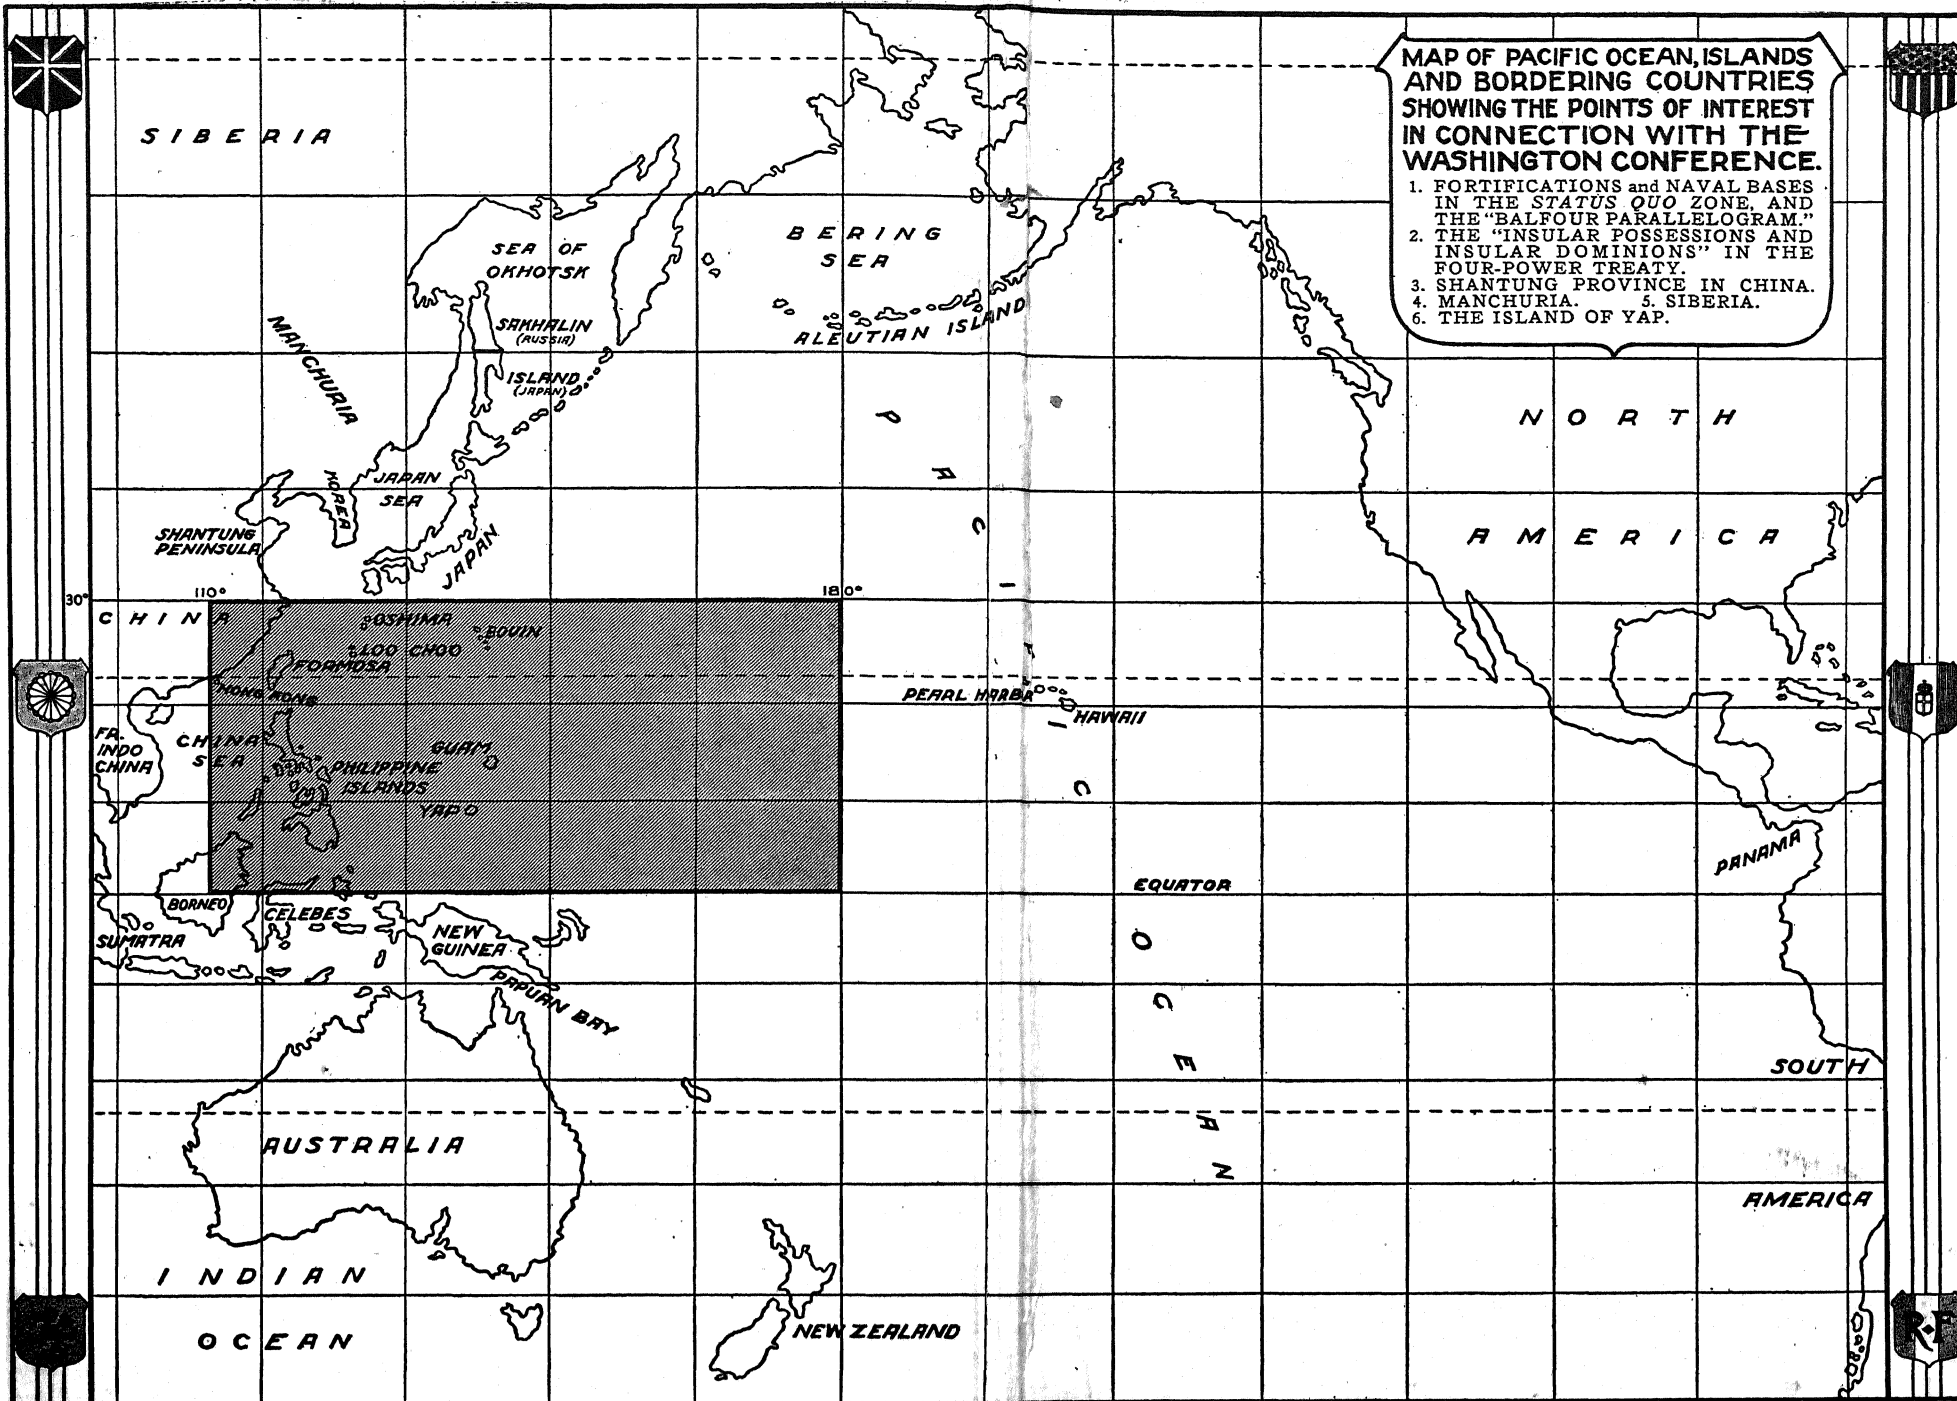 MAP OF PACIFIC OCEAN, ISLANDS
AND BORDERING COUNTRIES
SHOWING THE POINTS OF INTEREST
IN CONNECTION WITH THE
WASHINGTON CONFERENCE.
1. FORTIFICATIONS and NAVAL BASES
IN THE STATUS QUO ZONE, AND
THE "BALFOUR PARALLELOGRAM."
2. THE "INSULAR POSSESSIONS AND
INSULAR DOMINIONS" IN THE
FOUR-POWER TREATY.
3. SHANTUNG PROVINCE IN CHINA.
4. MANCHURIA. 5. SIBERIA.
6. THE ISLAND OF YAP.
SIBERIA
SEA OF
OKHOTSK
BERING
SEA
SAKHALIN
(RUSSIA)
ISLAND
(JAPAN)
ALEUTIAN ISLAND
MANCHURIA
NORTH
AMERICA
JAPAN
SEA
KOREA
SHANTUNG
PENINSULA
JAPAN
PACIFIC
OCEAN
30°
110°
180°
CHINA
OSHIMA
BOUIN
LOO CHOO
FORMOSA
HONG KONG
PEARL HARBA
HAWAII
FR.
INDO
CHINA
CHINA
SEA
GUAM
PHILIPPINE
ISLANDS
YAP
PANAMA
EQUATOR
BORNEO
CELEBES
SUMATRA
NEW
GUINEA
PAPUAN BAY
SOUTH
AMERICA
AUSTRALIA
INDIAN
OCEAN
NEW ZEALAND
R F